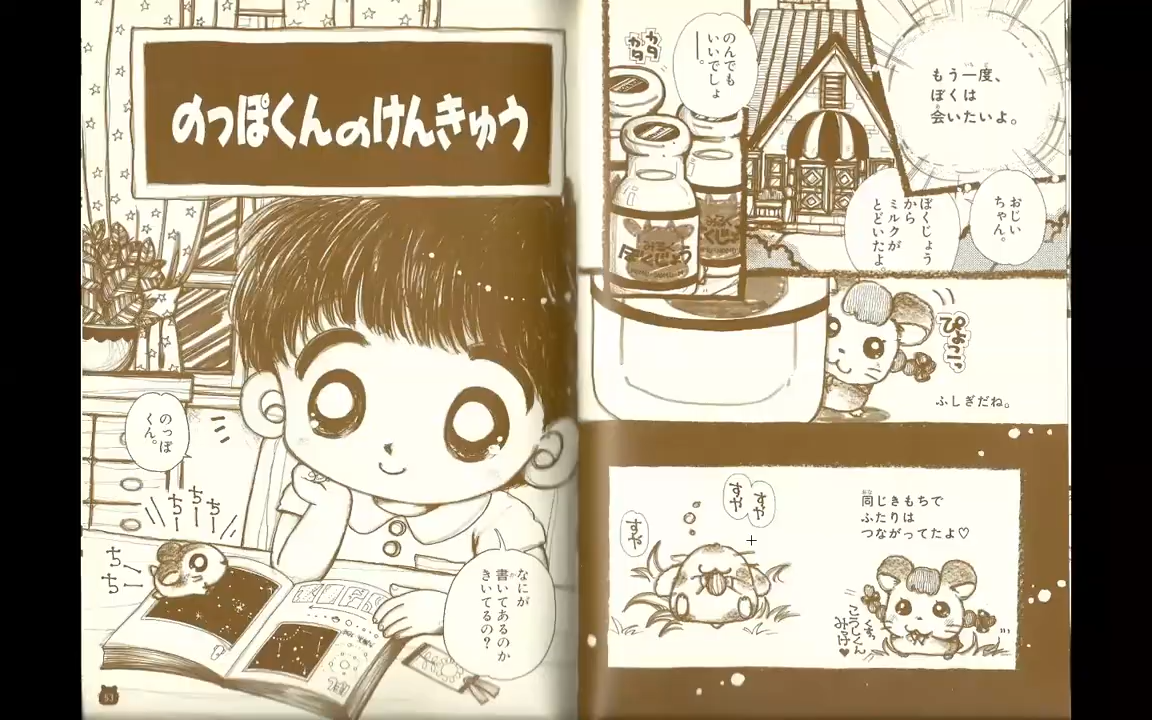 もう一度、
ぼくは
会いたいよ。
おじい
ちゃん。
ぼくじょう
から
ミルクが
とどいたよ。
のんでも
いいでしょ
ー。
カタ
カタ
みるく
ぼくじょう
ぴょこ♥
ふしぎだね。
同じきもちで
ふたりは
つながってたよ♡
すや
すや
すや
こうしくん
みっけ♥
のっぽくんのけんきゅう
のっぽ
くん。
ちーちーちー
ちーち
なにが
書いてあるのか
きいてるの？
53